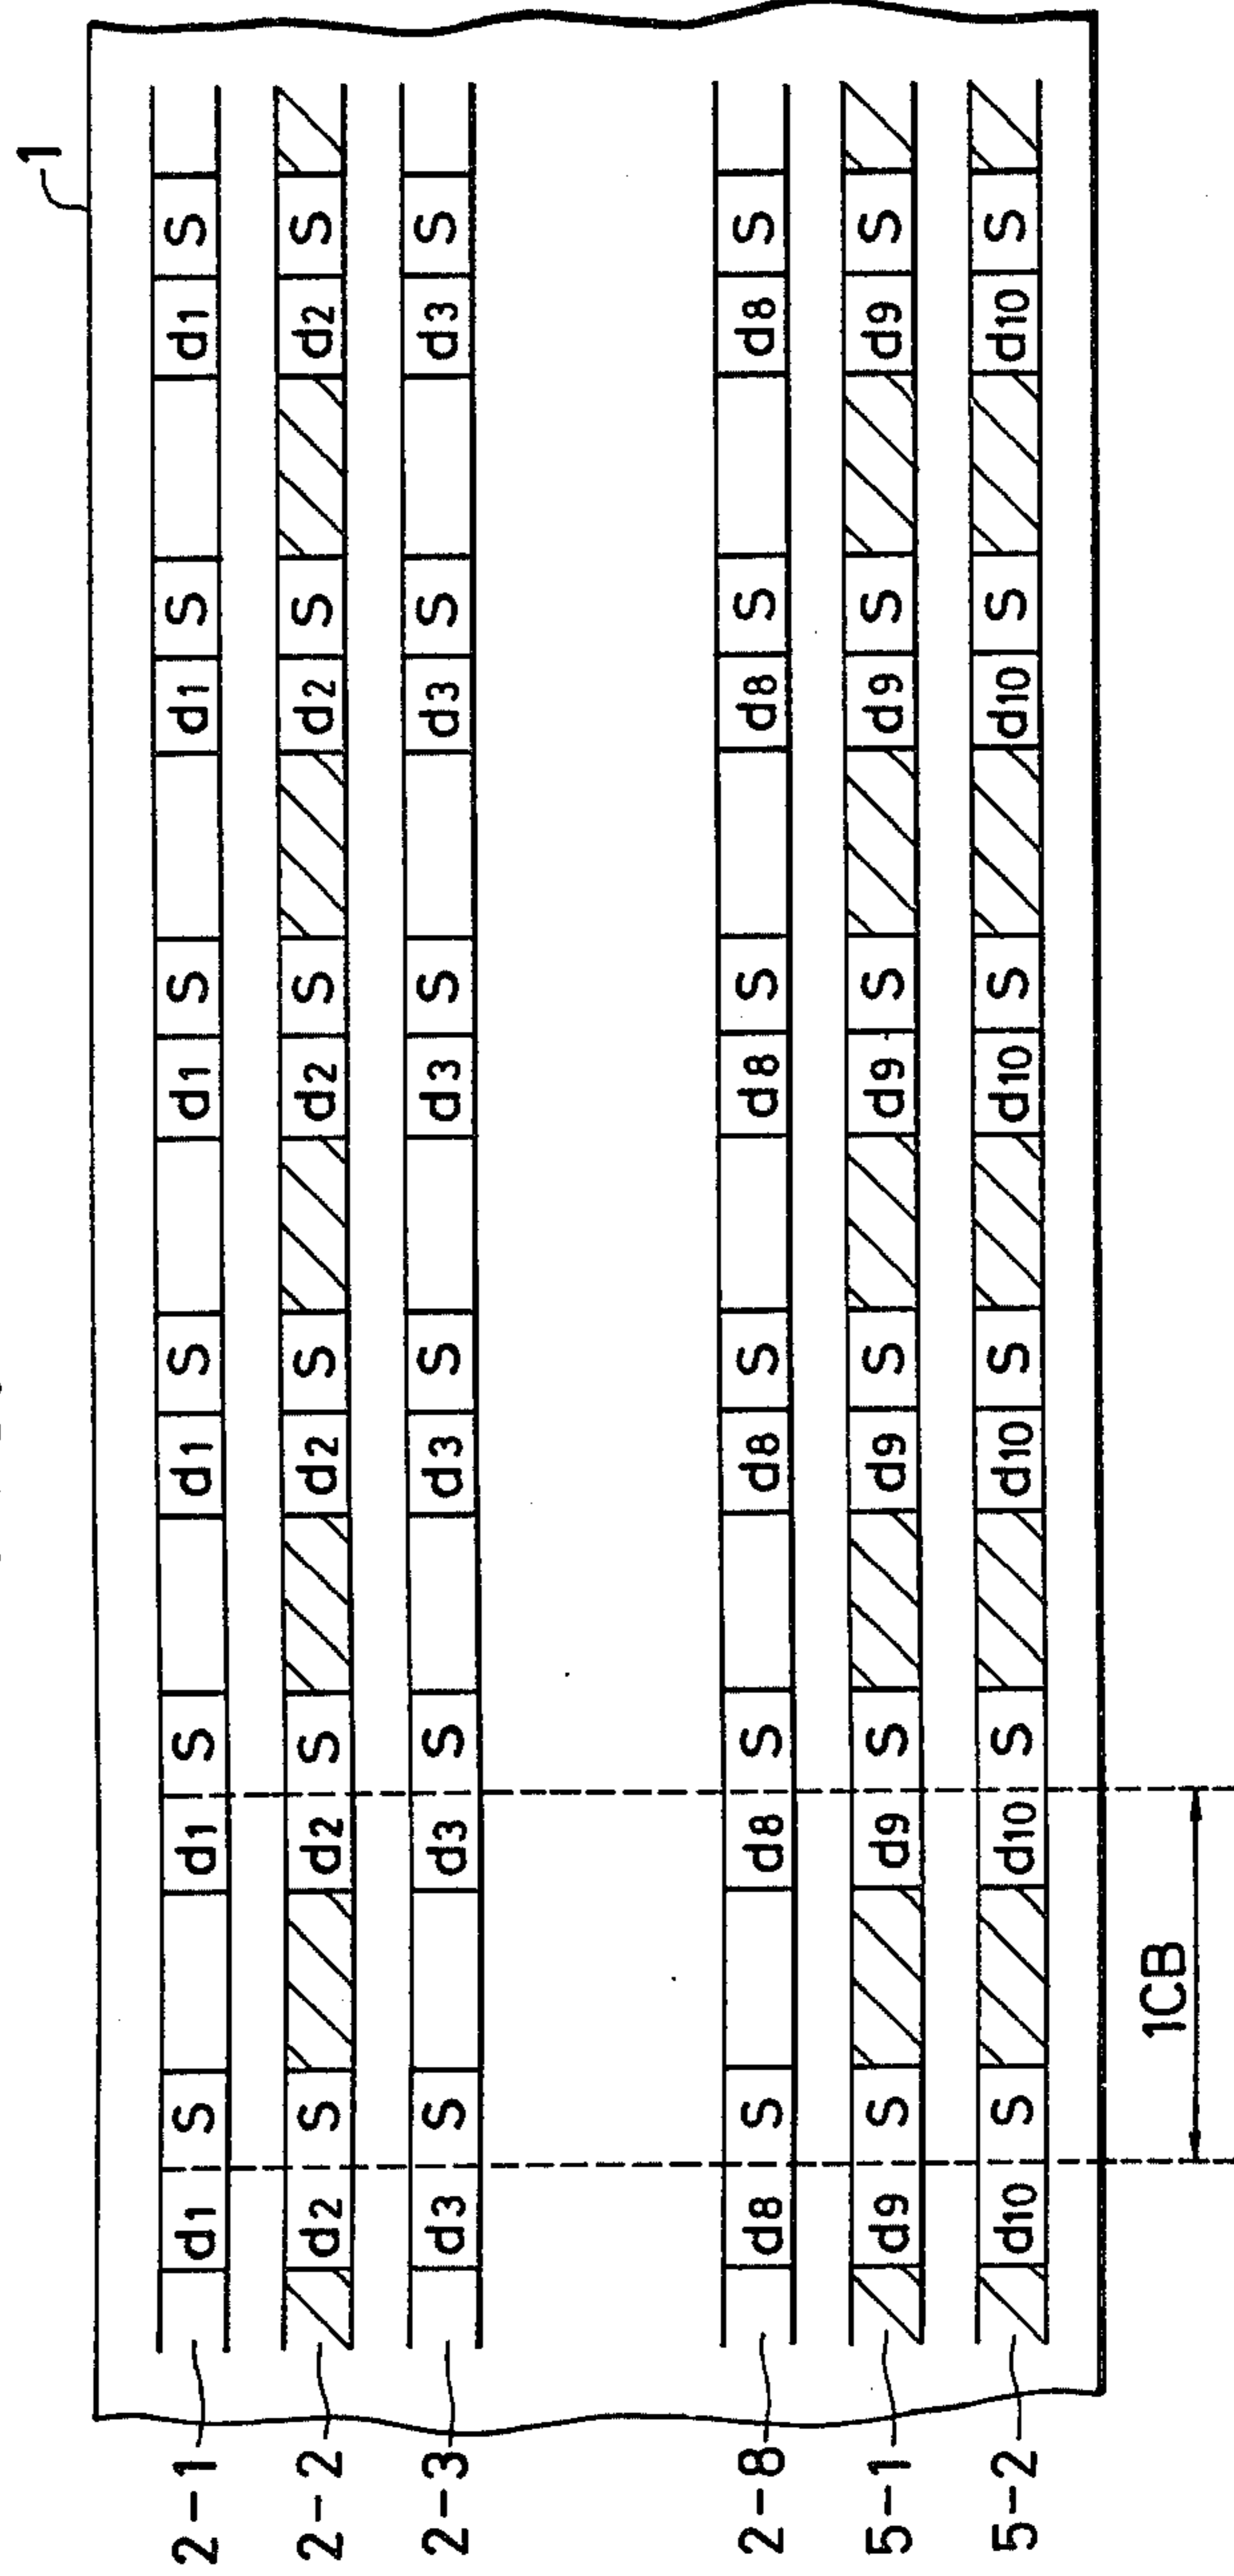 1
2-1 d1 S d1 S d1 S d1 S d1 S d1 S
2-2 d2 S d2 S d2 S d2 S d2 S d2 S
2-3 d3 S d3 S d3 S d3 S d3 S d3 S
2-8 d8 S d8 S d8 S d8 S d8 S d8 S
5-1 d9 S d9 S d9 S d9 S d9 S d9 S
5-2 d10 S d10 S d10 S d10 S d10 S d10 S
1CB